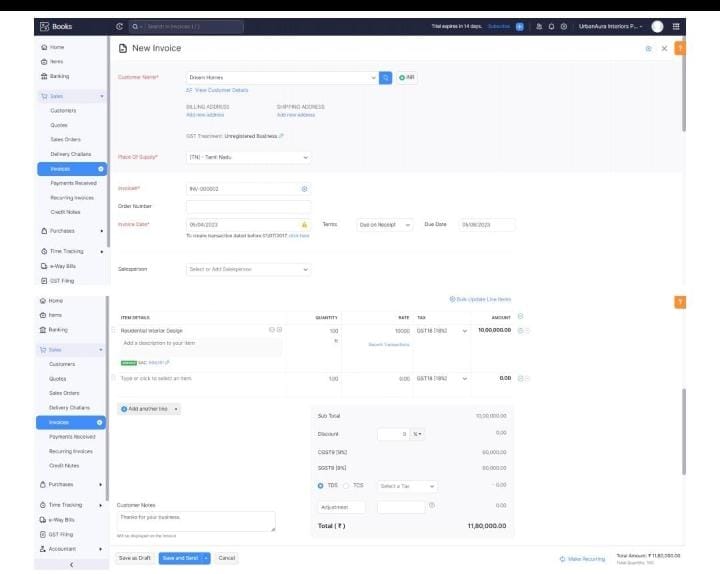 Books
Search in Invoices ( / )
Trial expires in 14 days. Subscribe
UrbanAura Interiors P...
Home
Items
Banking
Sales
Customers
Quotes
Sales Orders
Delivery Challans
Invoices
Payments Received
Recurring Invoices
Credit Notes
Purchases
Time Tracking
e-Way Bills
GST Filing
New Invoice
?
Customer Name*
Dream Homes
INR
View Customer Details
BILLING ADDRESS
SHIPPING ADDRESS
Add new address
Add new address
GST Treatment: Unregistered Business
Place Of Supply*
[TN] - Tamil Nadu
Invoice#*
INV-000002
Order Number
Invoice Date*
05/04/2023
Terms
Due on Receipt
Due Date
To create transaction dated before 01/07/2017, click here
Salesperson
Select or Add Salesperson
Home
Items
Banking
Sales
Customers
Quotes
Sales Orders
Delivery Challans
Invoices
Payments Received
Recurring Invoices
Credit Notes
Purchases
Time Tracking
e-Way Bills
GST Filing
Accountant
Bulk Update Line Items
?
ITEM DETAILS
QUANTITY
RATE
TAX
AMOUNT
Residential Interior Design
100
10000
GST18 [18%]
10,00,000.00
Add a description to your item
Recent Transactions
Type or click to select an item.
1.00
0.00
GST18 [18%]
0.00
Add another line
Sub Total
10,00,000.00
Discount
0
%
0.00
CGST9 [9%]
90,000.00
SGST9 [9%]
90,000.00
TDS
TCS
Select a Tax
- 0.00
Adjustment
0.00
Total ( ₹ )
11,80,000.00
Customer Notes
Thanks for your business.
Will be displayed on the invoice
Save as Draft
Save and Send
Cancel
Make Recurring
Total Amount: ₹ 11,80,000.00
Total Quantity: 100